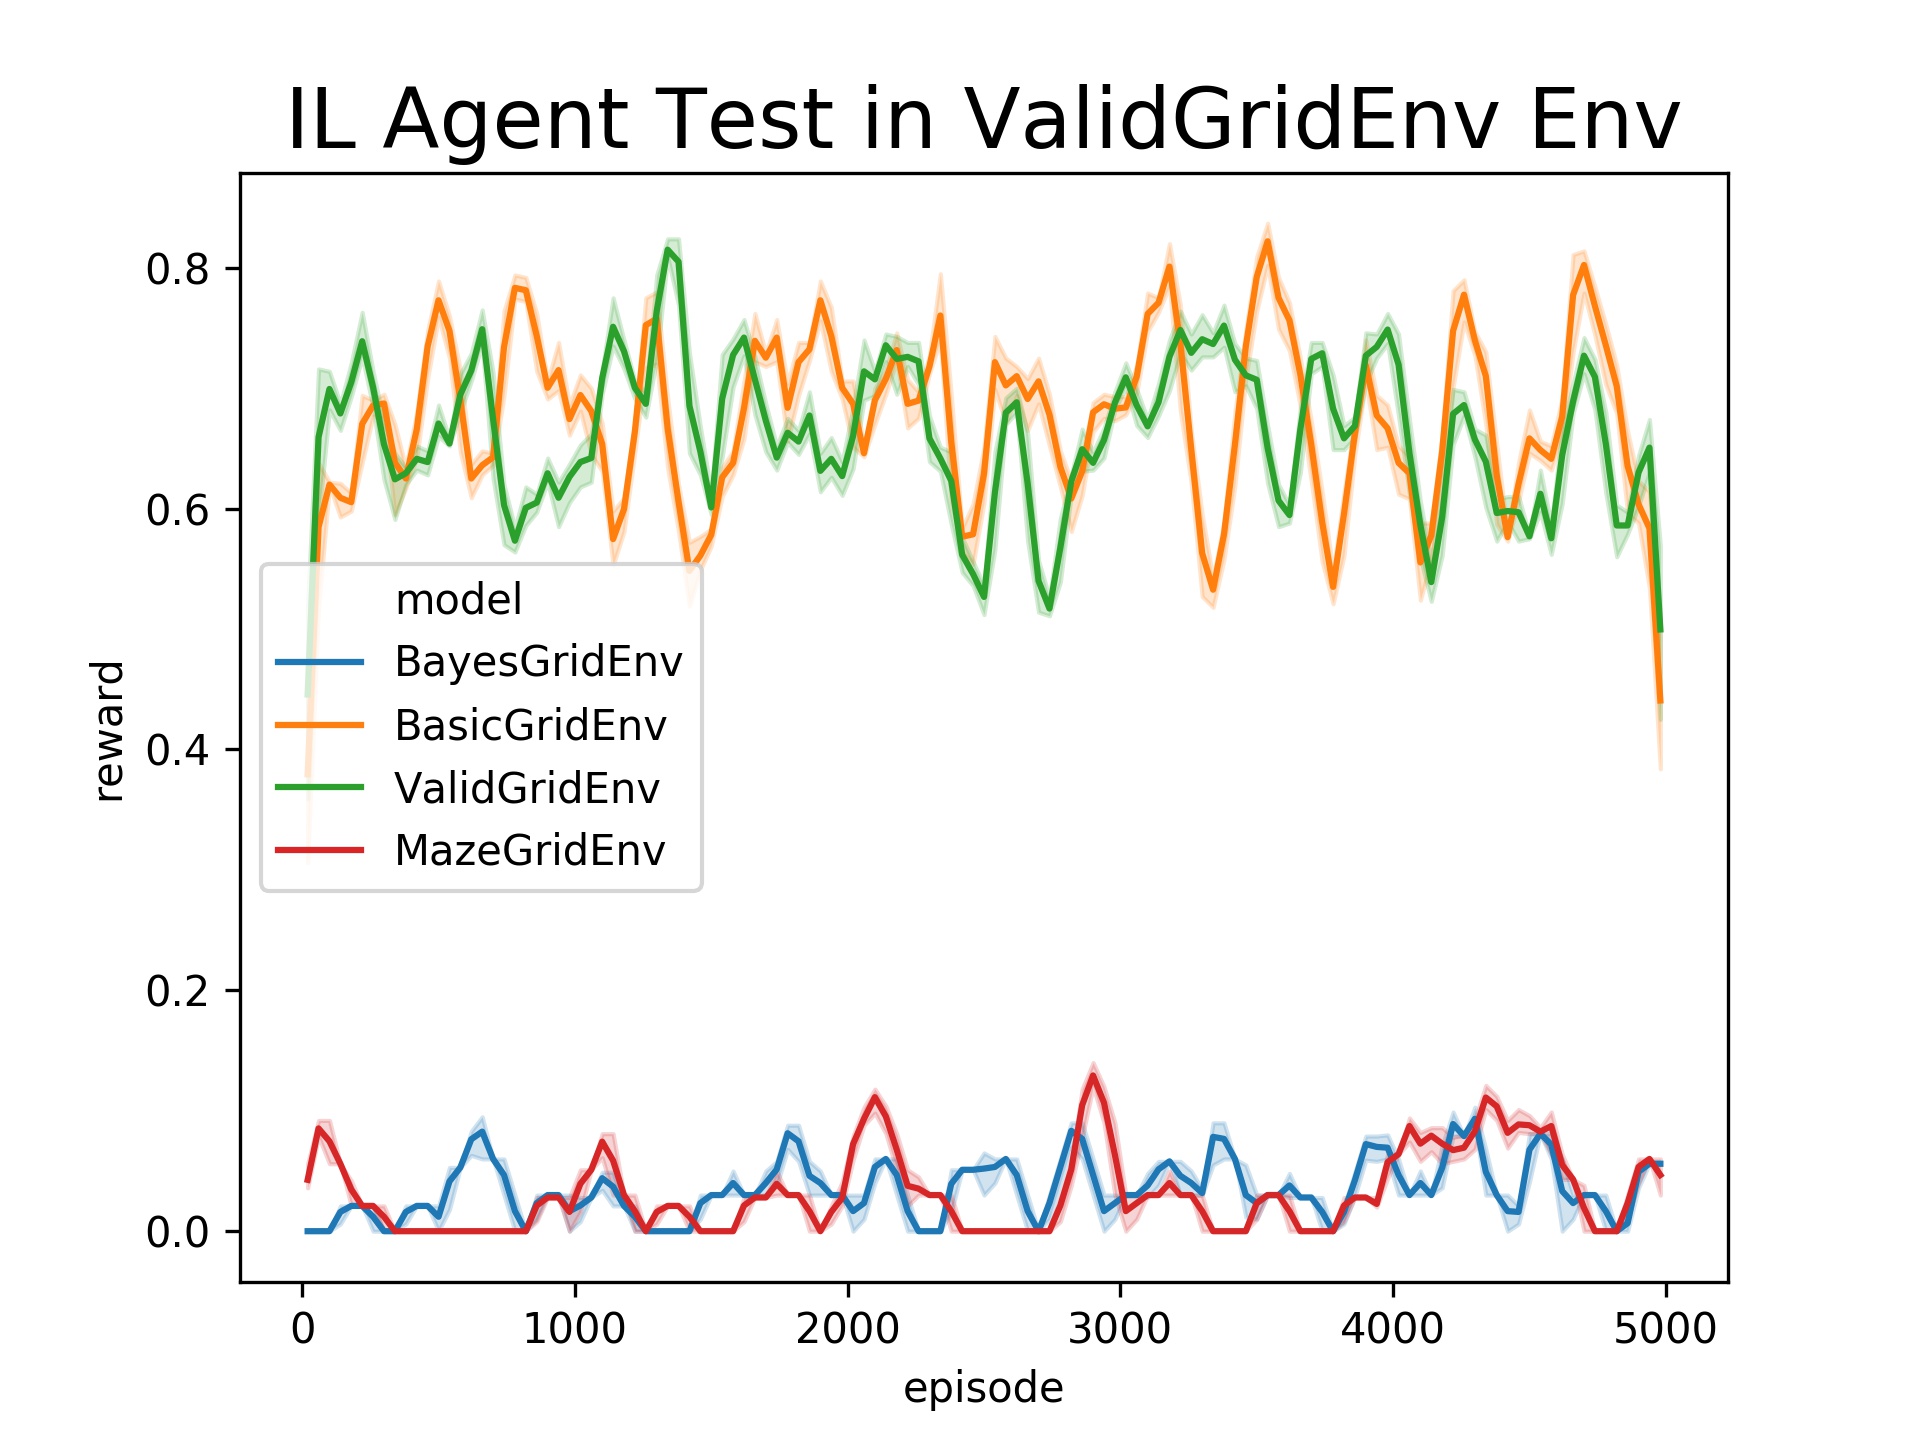 IL Agent Test in ValidGridEnv Env
0.8
0.6
0.4
0.2
0.0
reward
model
BayesGridEnv
BasicGridEnv
ValidGridEnv
MazeGridEnv
0 1000 2000 3000 4000 5000
episode